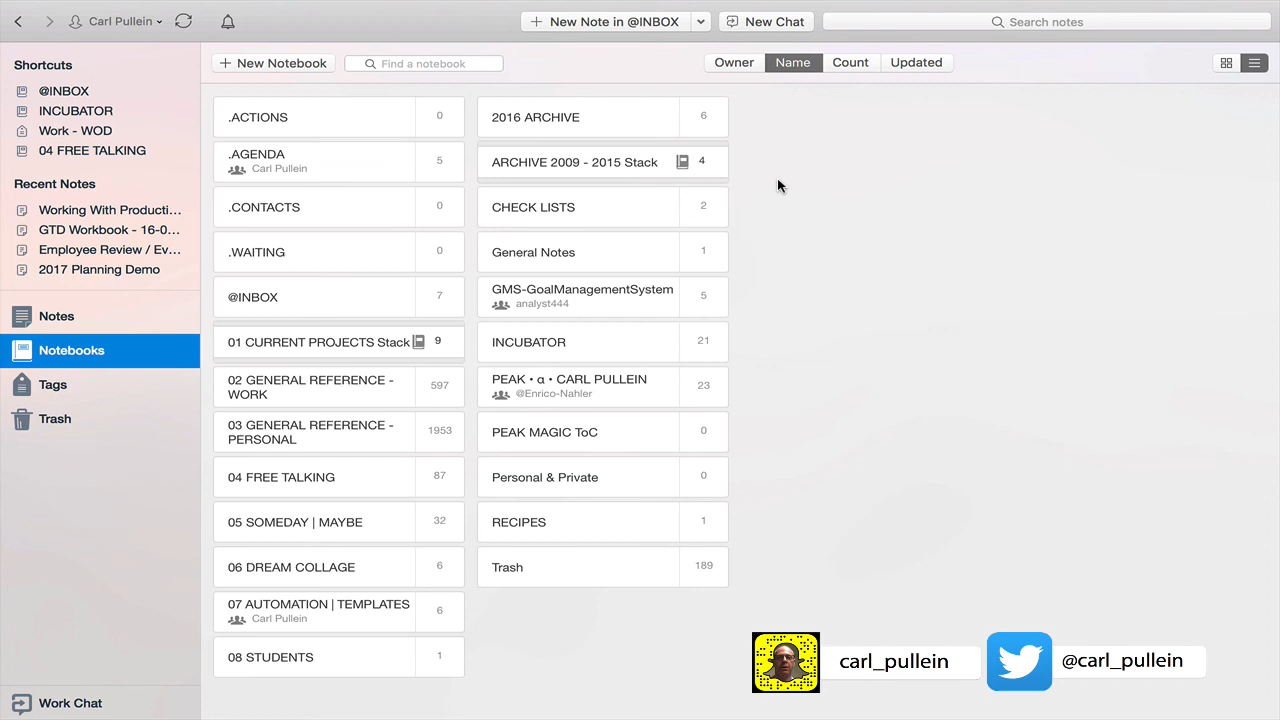 Carl Pullein
New Note in @INBOX
New Chat
Search notes
Shortcuts
@INBOX
INCUBATOR
Work - WOD
04 FREE TALKING
Recent Notes
Working With Producti...
GTD Workbook - 16-0...
Employee Review / Ev...
2017 Planning Demo
Notes
Notebooks
Tags
Trash
Work Chat
New Notebook
Find a notebook
Owner
Name
Count
Updated
.ACTIONS
0
.AGENDA
Carl Pullein
5
.CONTACTS
0
.WAITING
0
@INBOX
7
01 CURRENT PROJECTS Stack
9
02 GENERAL REFERENCE -
WORK
597
03 GENERAL REFERENCE -
PERSONAL
1953
04 FREE TALKING
87
05 SOMEDAY | MAYBE
32
06 DREAM COLLAGE
6
07 AUTOMATION | TEMPLATES
Carl Pullein
6
08 STUDENTS
1
2016 ARCHIVE
6
ARCHIVE 2009 - 2015 Stack
4
CHECK LISTS
2
General Notes
1
GMS-GoalManagementSystem
analyst444
5
INCUBATOR
21
PEAK • α • CARL PULLEIN
@Enrico-Nahler
23
PEAK MAGIC ToC
0
Personal & Private
0
RECIPES
1
Trash
189
carl_pullein
@carl_pullein